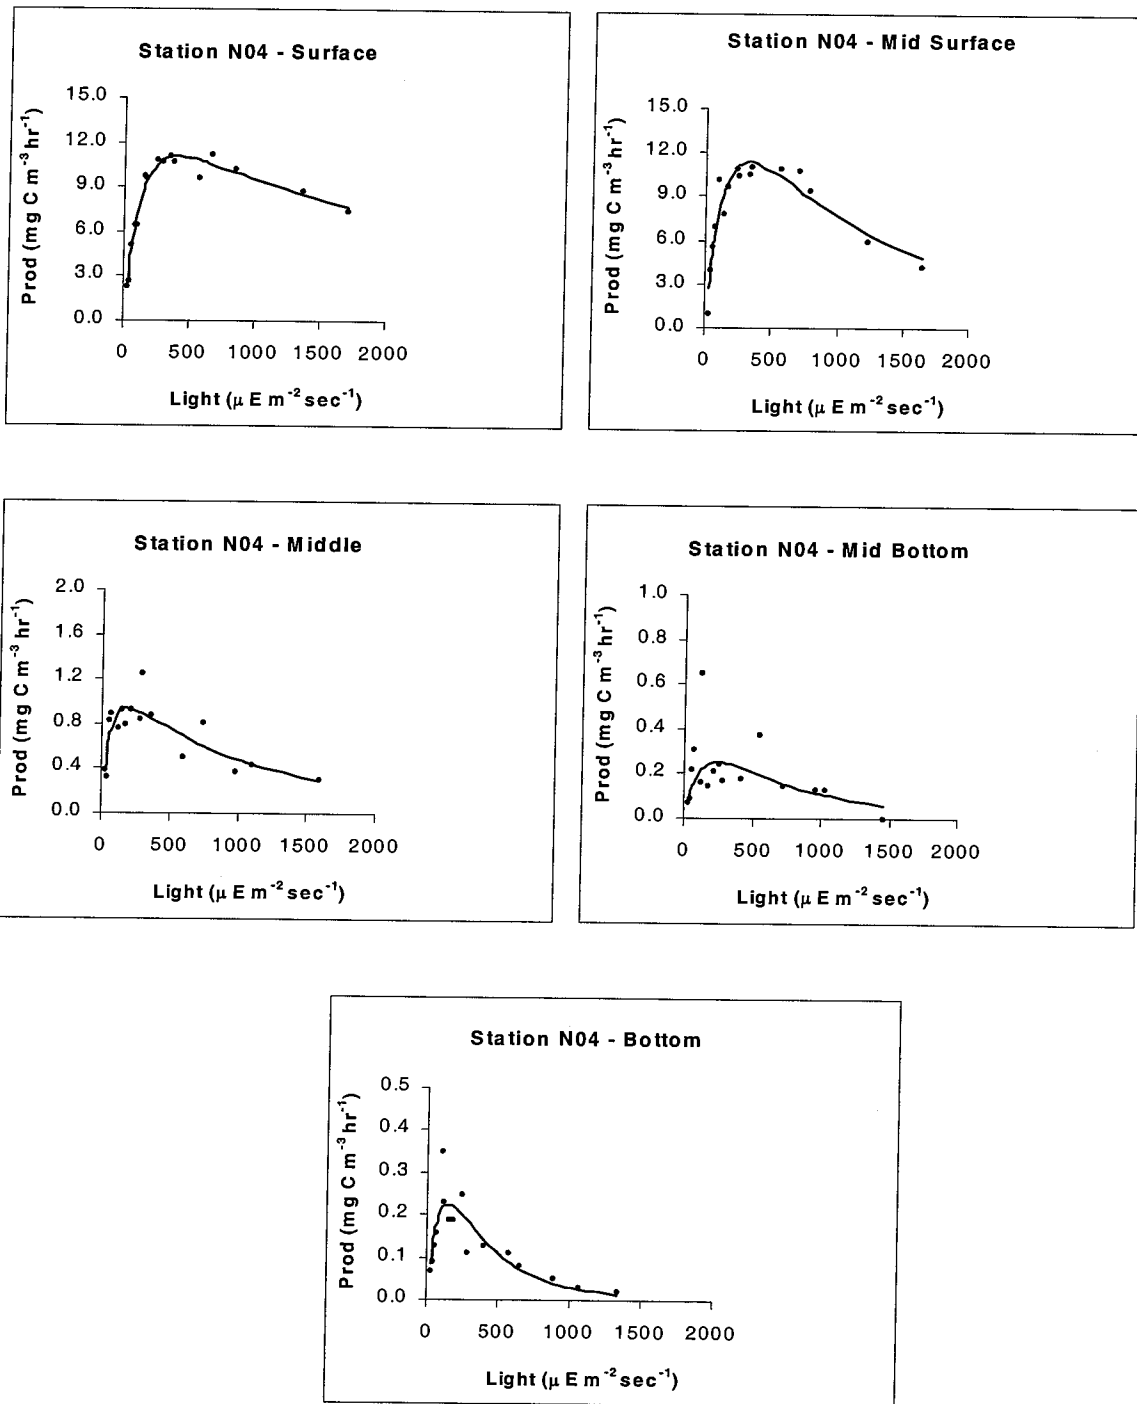 Station N04 - Surface
Prod (mg C m⁻³ hr⁻¹)
15.0
12.0
9.0
6.0
3.0
0.0
0 500 1000 1500 2000
Light (μ E m⁻² sec⁻¹)
Station N04 - Mid Surface
Prod (mg C m⁻³ hr⁻¹)
15.0
12.0
9.0
6.0
3.0
0.0
0 500 1000 1500 2000
Light (μ E m⁻² sec⁻¹)
Station N04 - Middle
Prod (mg C m⁻³ hr⁻¹)
2.0
1.6
1.2
0.8
0.4
0.0
0 500 1000 1500 2000
Light (μ E m⁻² sec⁻¹)
Station N04 - Mid Bottom
Prod (mg C m⁻³ hr⁻¹)
1.0
0.8
0.6
0.4
0.2
0.0
0 500 1000 1500 2000
Light (μ E m⁻² sec⁻¹)
Station N04 - Bottom
Prod (mg C m⁻³ hr⁻¹)
0.5
0.4
0.3
0.2
0.1
0.0
0 500 1000 1500 2000
Light (μ E m⁻² sec⁻¹)